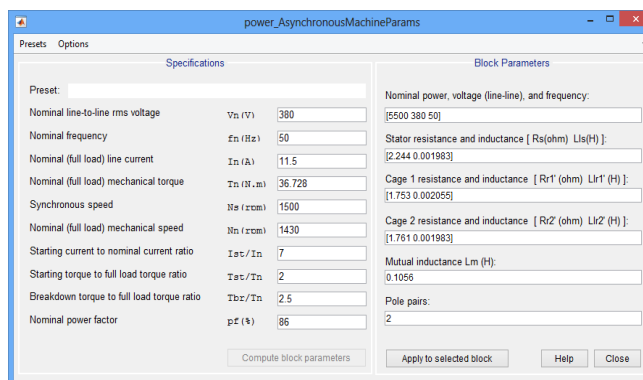 power_AsynchronousMachineParams
Presets Options
Specifications
Preset:
Nominal line-to-line rms voltage Vn(V) 380
Nominal frequency fn(Hz) 50
Nominal (full load) line current In(A) 11.5
Nominal (full load) mechanical torque Tn(N.m) 36.728
Synchronous speed Ns(rpm) 1500
Nominal (full load) mechanical speed Nn(rpm) 1430
Starting current to nominal current ratio Ist/In 7
Starting torque to full load torque ratio Tst/Tn 2
Breakdown torque to full load torque ratio Tbr/Tn 2.5
Nominal power factor pf(%) 86
Compute block parameters
Block Parameters
Nominal power, voltage (line-line), and frequency:
[5500 380 50]
Stator resistance and inductance [ Rs(ohm) Lls(H) ]:
[2.244 0.001983]
Cage 1 resistance and inductance [ Rr1' (ohm) Llr1' (H) ]:
[1.753 0.002055]
Cage 2 resistance and inductance [ Rr2' (ohm) Llr2' (H) ]:
[1.761 0.001983]
Mutual inductance Lm (H):
0.1056
Pole pairs:
2
Apply to selected block Help Close